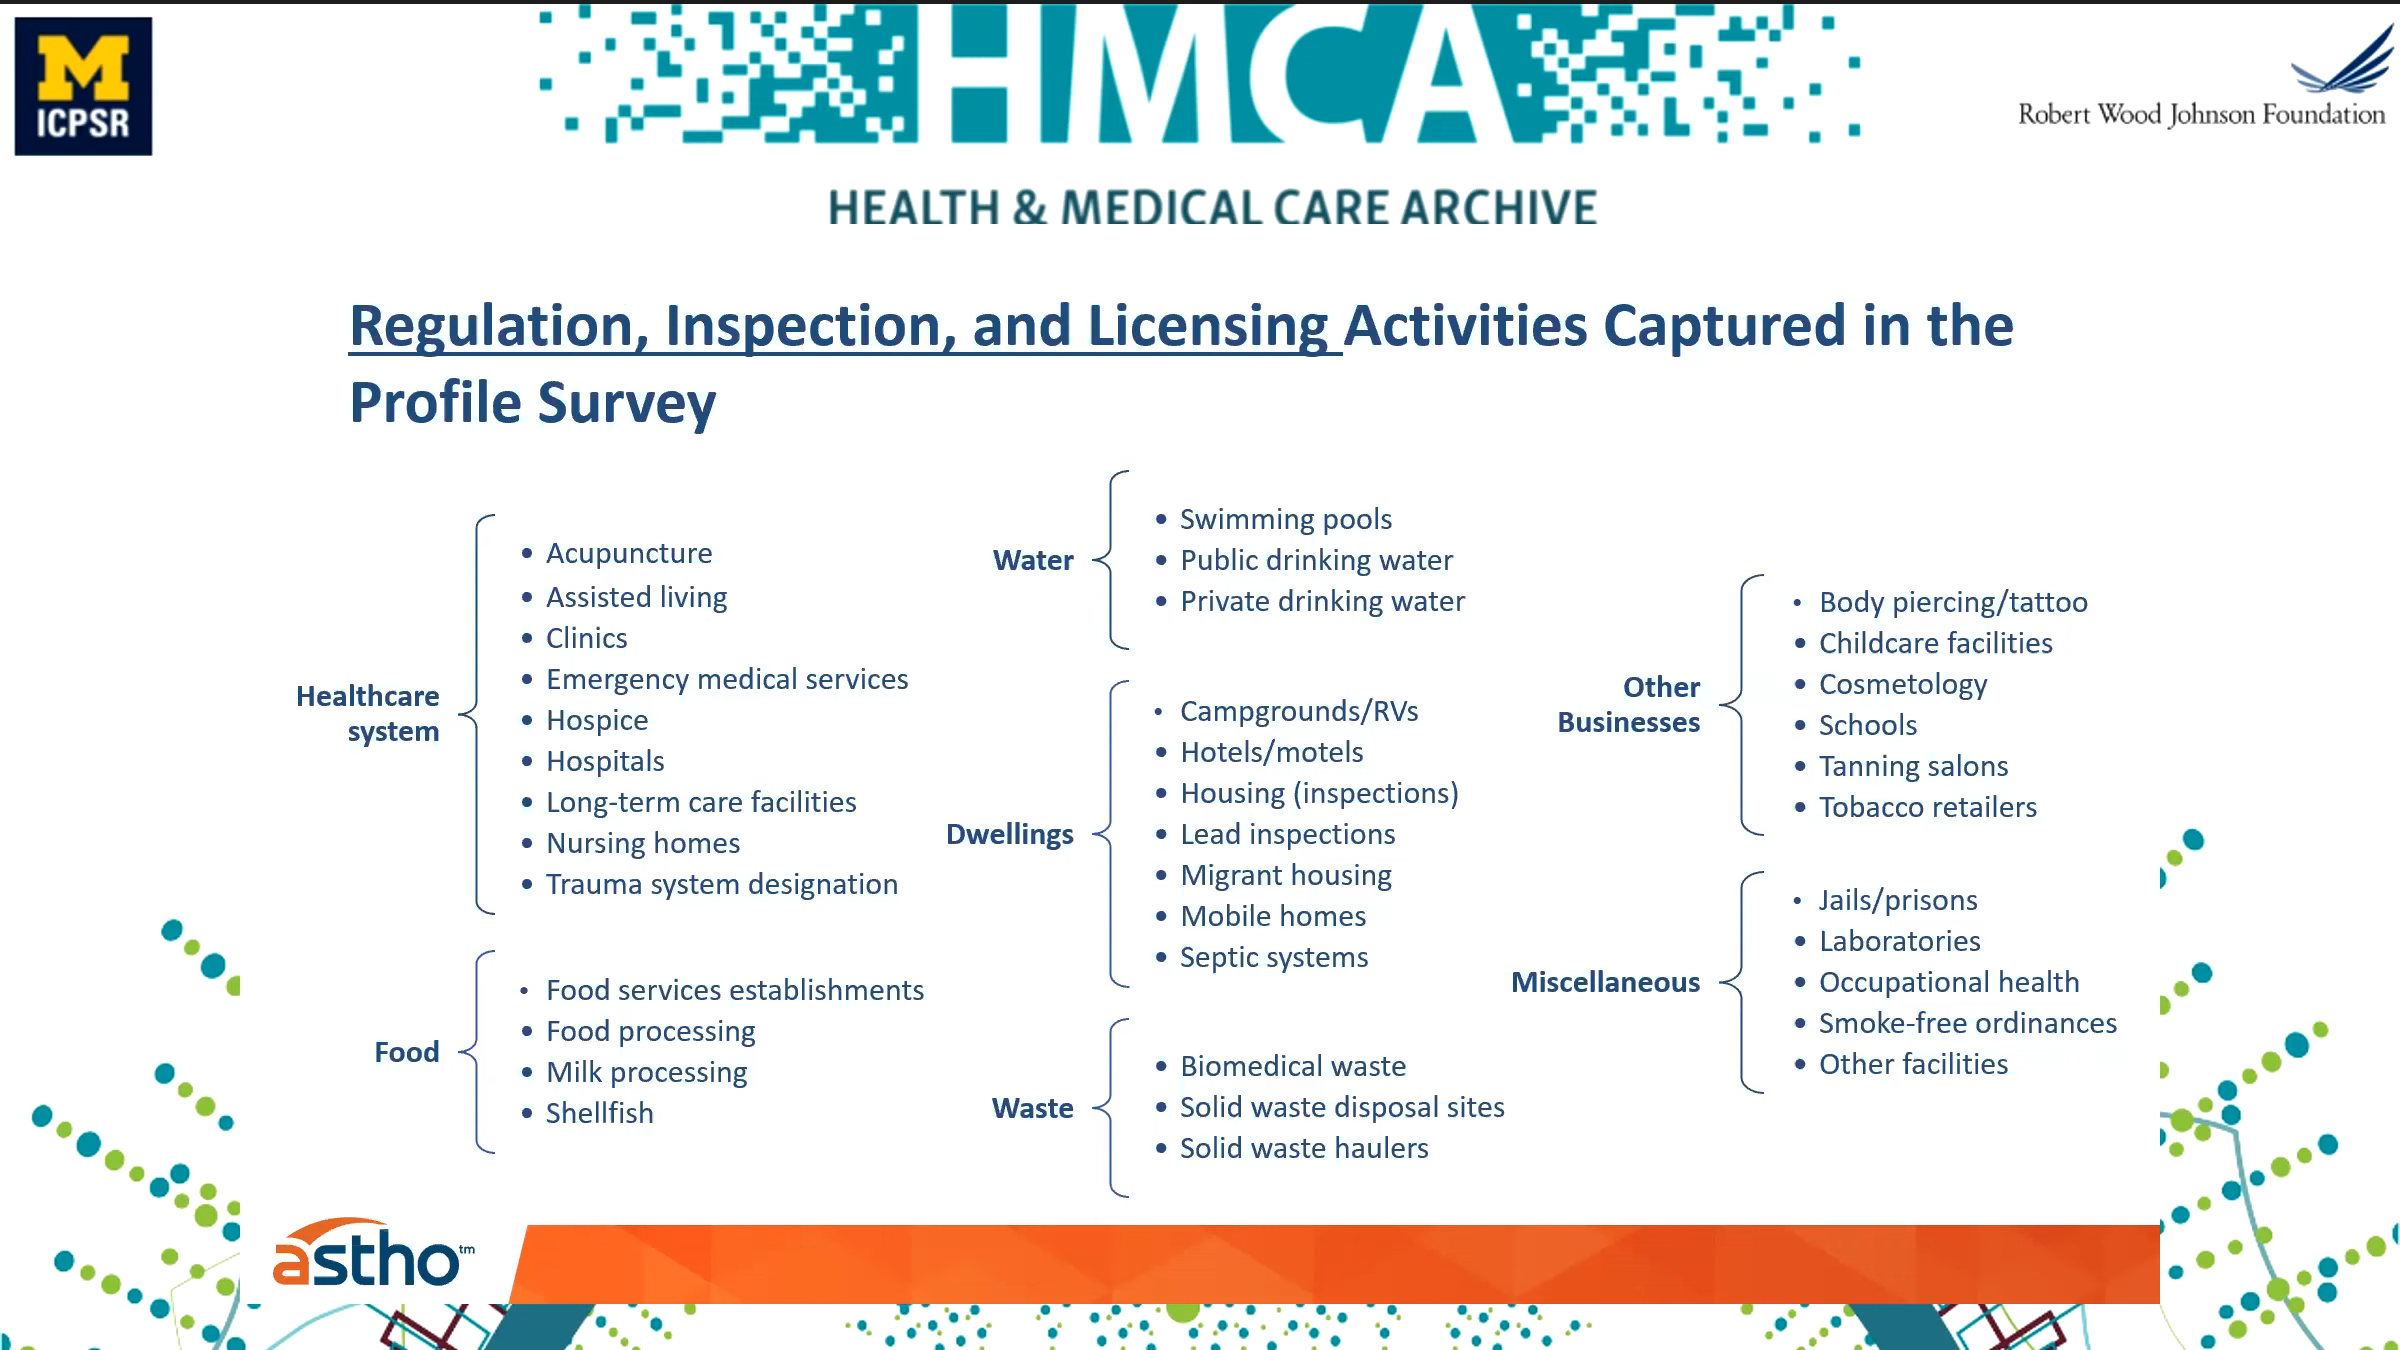 M
ICPSR
HMCA
HEALTH & MEDICAL CARE ARCHIVE
Robert Wood Johnson Foundation
Regulation, Inspection, and Licensing Activities Captured in the
Profile Survey
Healthcare
system
• Acupuncture
• Assisted living
• Clinics
• Emergency medical services
• Hospice
• Hospitals
• Long-term care facilities
• Nursing homes
• Trauma system designation
Food
• Food services establishments
• Food processing
• Milk processing
• Shellfish
Water
• Swimming pools
• Public drinking water
• Private drinking water
Dwellings
• Campgrounds/RVs
• Hotels/motels
• Housing (inspections)
• Lead inspections
• Migrant housing
• Mobile homes
• Septic systems
Waste
• Biomedical waste
• Solid waste disposal sites
• Solid waste haulers
Other
Businesses
• Body piercing/tattoo
• Childcare facilities
• Cosmetology
• Schools
• Tanning salons
• Tobacco retailers
Miscellaneous
• Jails/prisons
• Laboratories
• Occupational health
• Smoke-free ordinances
• Other facilities
astho™